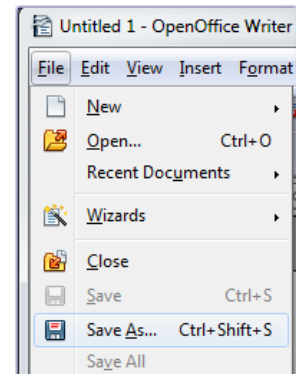 Untitled 1 - OpenOffice Writer
File Edit View Insert Format
New
Open... Ctrl+O
Recent Documents
Wizards
Close
Save Ctrl+S
Save As... Ctrl+Shift+S
Save All